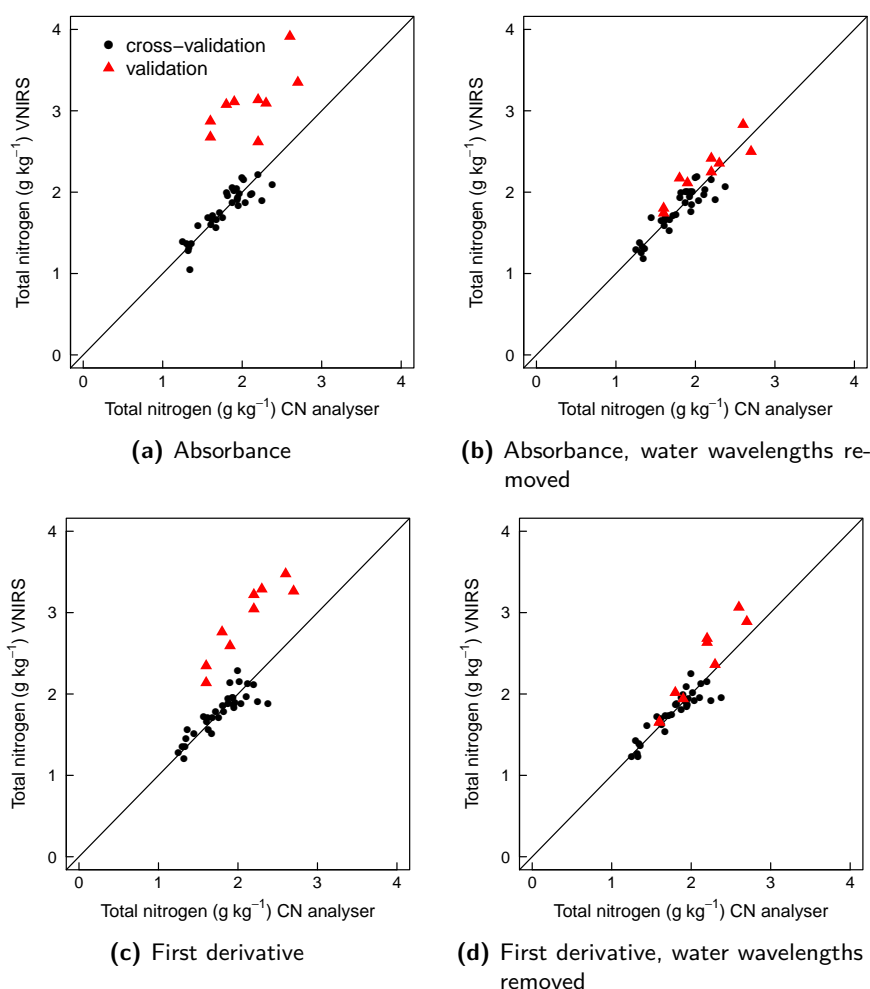 4
3
2
1
0
Total nitrogen (g kg⁻¹) VNIRS
● cross−validation
▲ validation
0 1 2 3 4
Total nitrogen (g kg⁻¹) CN analyser
(a) Absorbance
4
3
2
1
0
Total nitrogen (g kg⁻¹) VNIRS
0 1 2 3 4
Total nitrogen (g kg⁻¹) CN analyser
(b) Absorbance, water wavelengths re-
moved
4
3
2
1
0
Total nitrogen (g kg⁻¹) VNIRS
0 1 2 3 4
Total nitrogen (g kg⁻¹) CN analyser
(c) First derivative
4
3
2
1
0
Total nitrogen (g kg⁻¹) VNIRS
0 1 2 3 4
Total nitrogen (g kg⁻¹) CN analyser
(d) First derivative, water wavelengths
removed